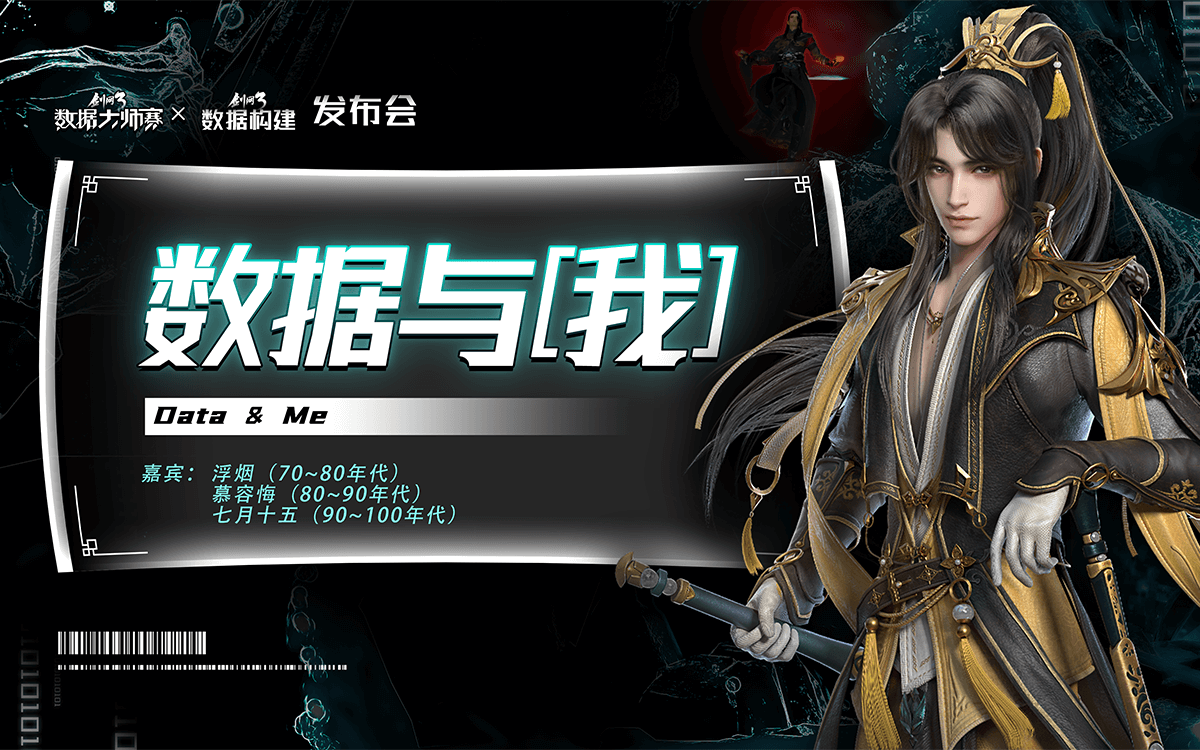 剑网3
数据大师赛 × 剑网3
数据构建 发布会
数据与[我]
Data & Me
嘉宾： 浮烟（70~80年代）
慕容悔（80~90年代）
七月十五（90~100年代）
1010101